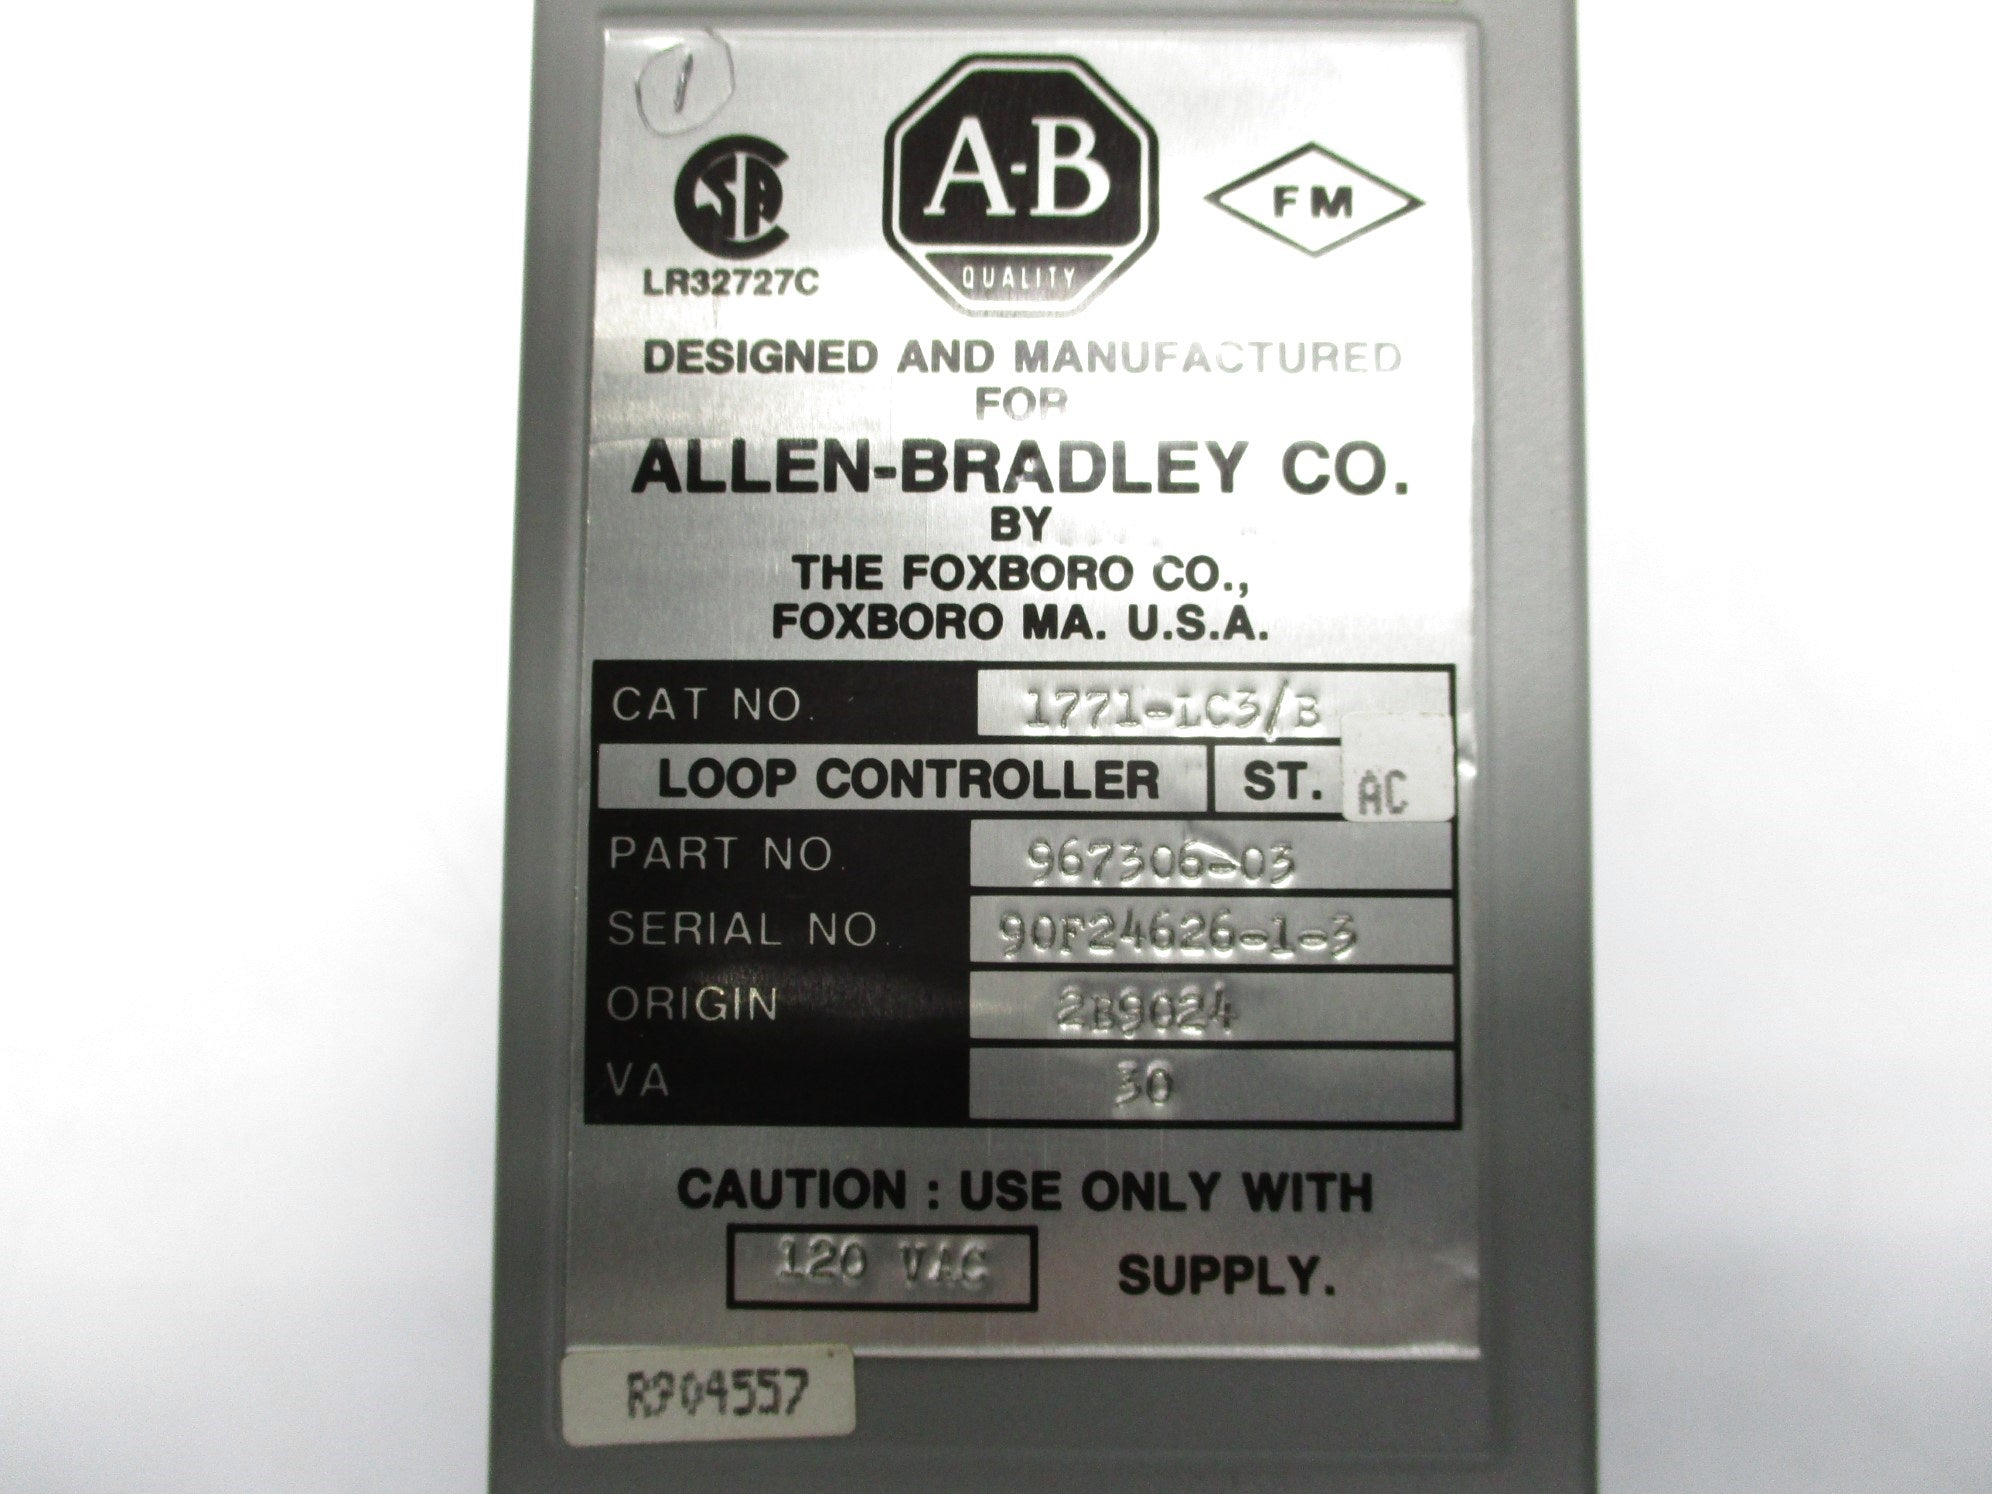 1
A-B
QUALITY
F M
LR32727C
DESIGNED AND MANUFACTURED
FOR
ALLEN-BRADLEY CO.
BY
THE FOXBORO CO.,
FOXBORO MA. U.S.A.
CAT NO. 1771-LC3/B
LOOP CONTROLLER ST. AC
PART NO. 967306-03
SERIAL NO. 90F24626-1-3
ORIGIN 2B9024
VA 30
CAUTION : USE ONLY WITH
120 VAC SUPPLY.
R904557